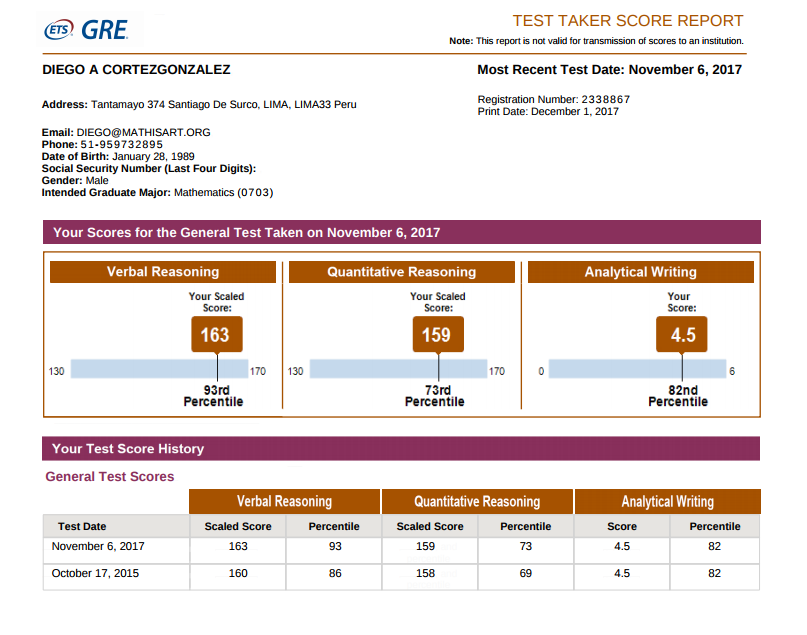 ETS GRE
TEST TAKER SCORE REPORT
Note: This report is not valid for transmission of scores to an institution.
DIEGO A CORTEZGONZALEZ
Most Recent Test Date: November 6, 2017
Address: Tantamayo 374 Santiago De Surco, LIMA, LIMA33 Peru
Registration Number: 2338867
Print Date: December 1, 2017
Email: DIEGO@MATHISART.ORG
Phone: 51-959732895
Date of Birth: January 28, 1989
Social Security Number (Last Four Digits):
Gender: Male
Intended Graduate Major: Mathematics (0703)
Your Scores for the General Test Taken on November 6, 2017
Verbal Reasoning
Your Scaled
Score:
163
130 170
93rd
Percentile
Quantitative Reasoning
Your Scaled
Score:
159
130 170
73rd
Percentile
Analytical Writing
Your
Score:
4.5
0 6
82nd
Percentile
Your Test Score History
General Test Scores
Verbal Reasoning Quantitative Reasoning Analytical Writing
Test Date Scaled Score Percentile Scaled Score Percentile Score Percentile
November 6, 2017 163 93 159 73 4.5 82
October 17, 2015 160 86 158 69 4.5 82